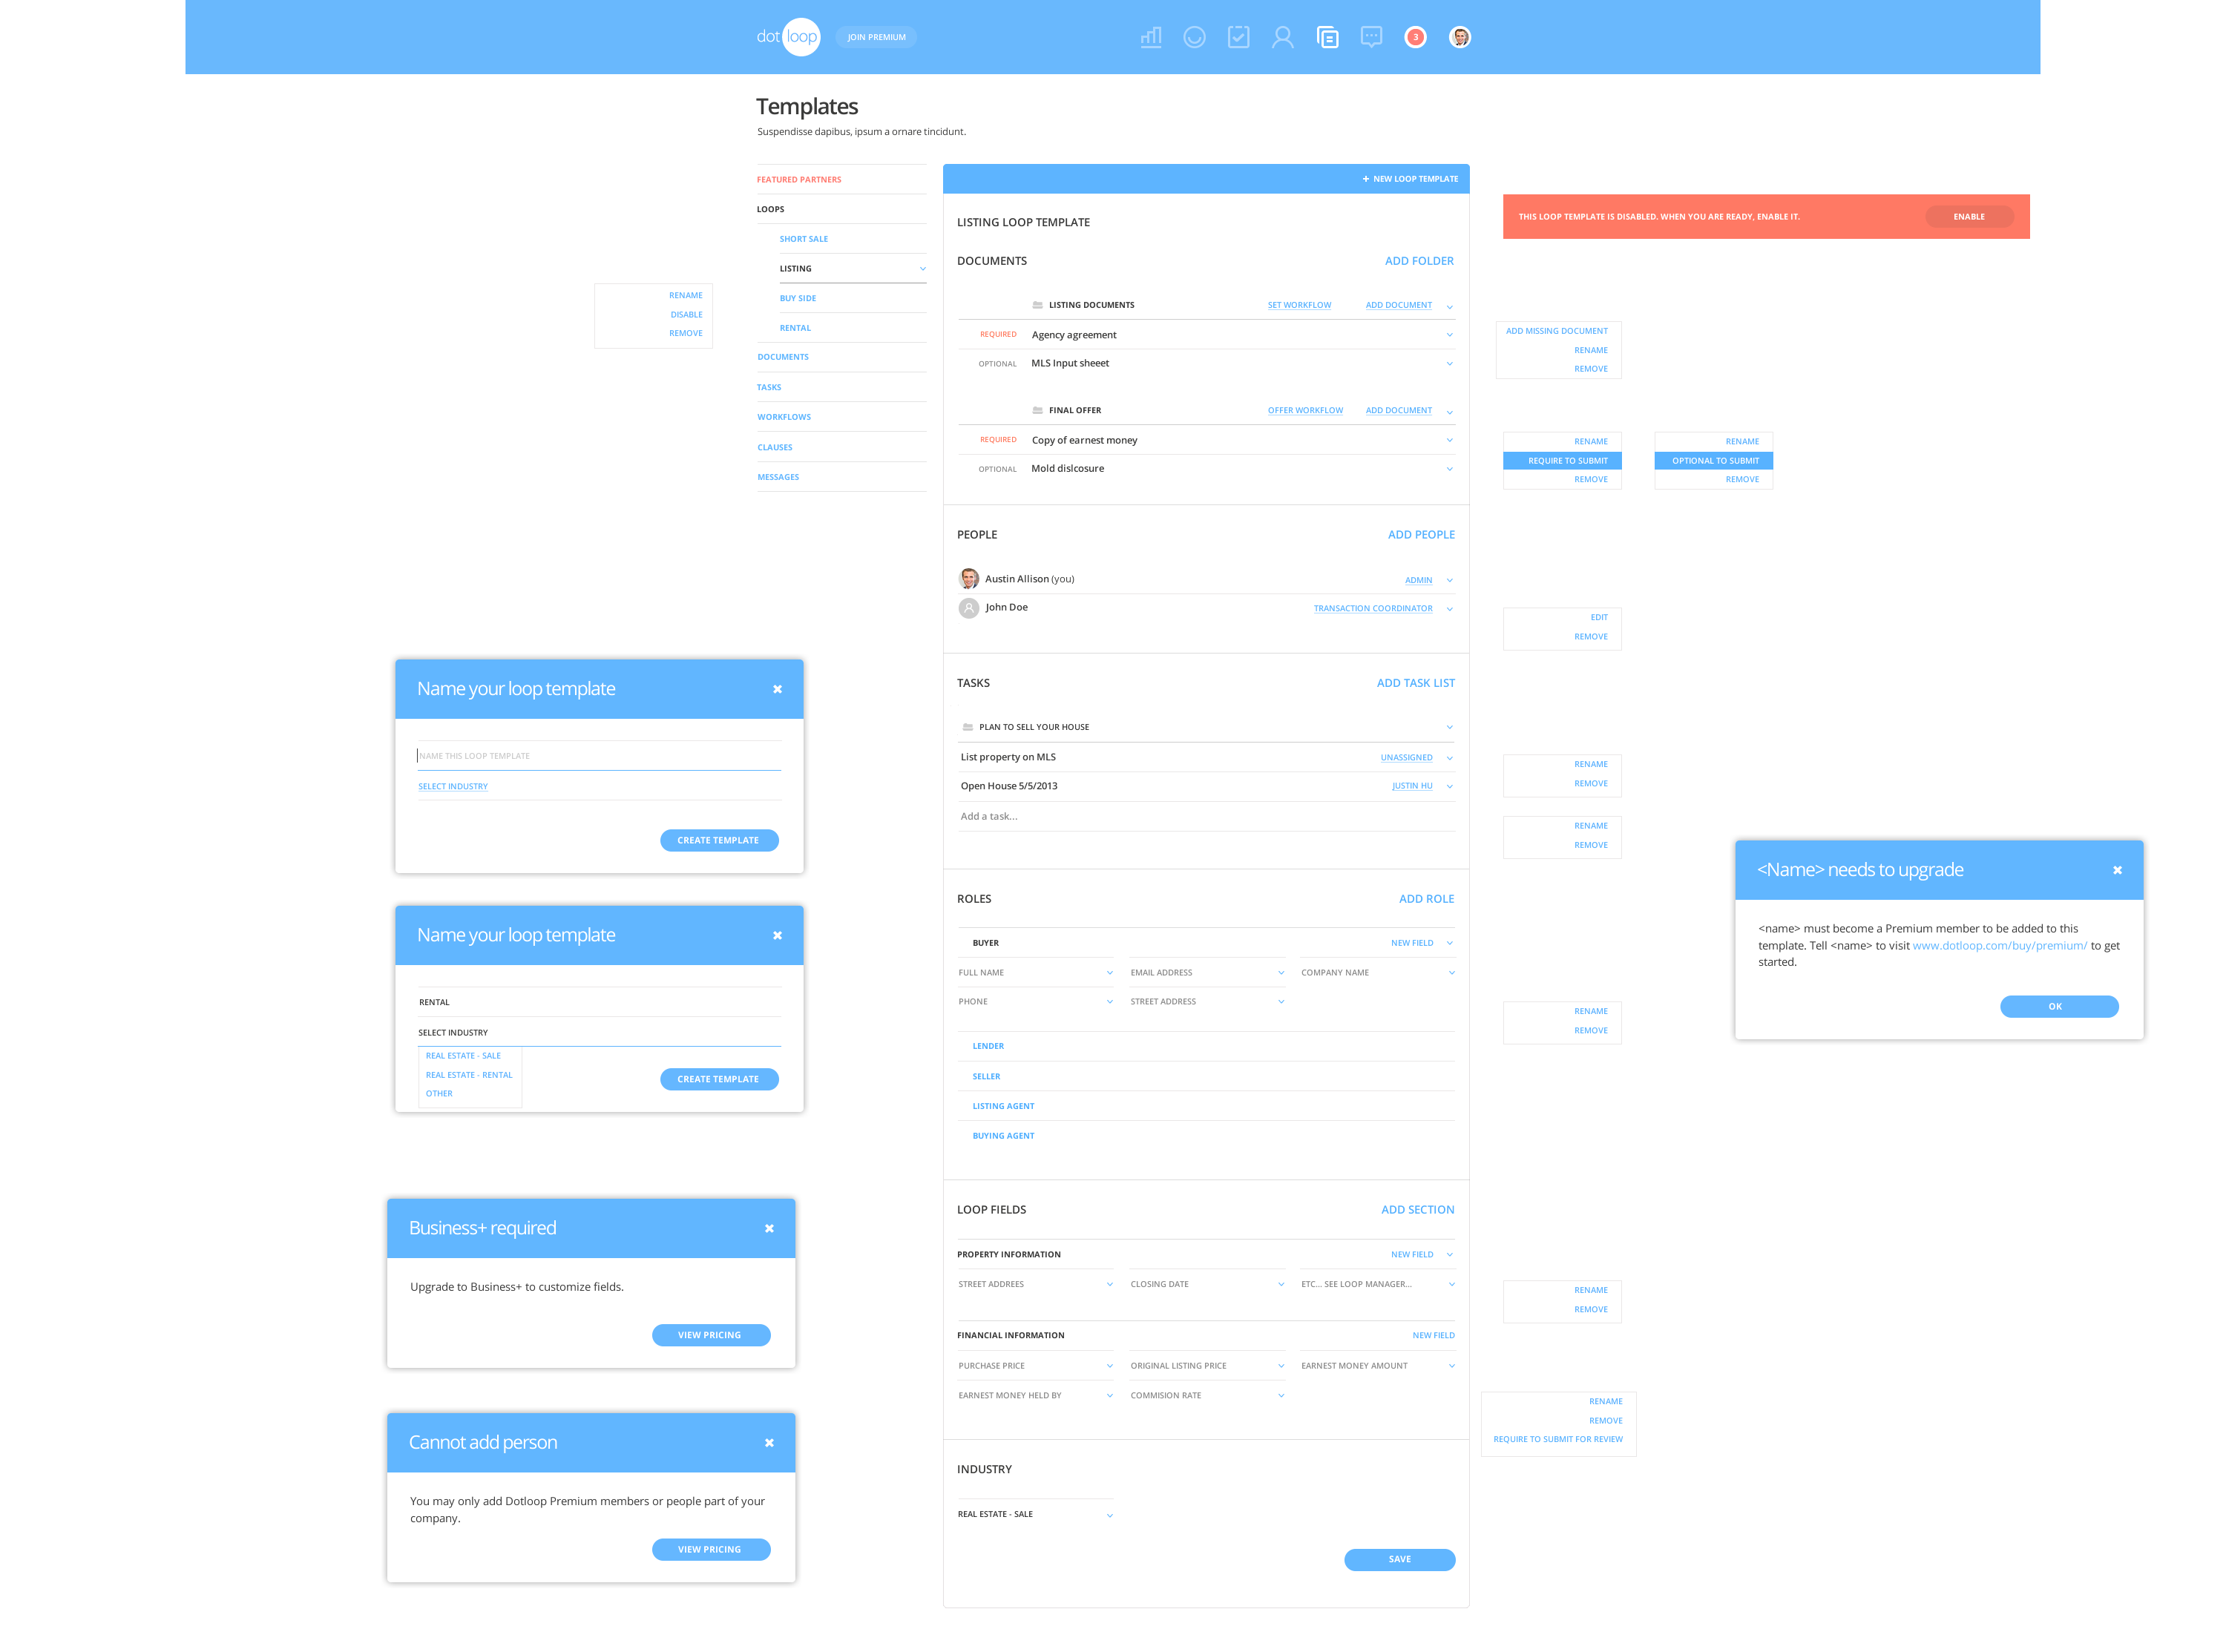 dot loop
JOIN PREMIUM
3
Templates
Suspendisse dapibus, ipsum a ornare tincidunt.
FEATURED PARTNERS
LOOPS
SHORT SALE
LISTING
BUY SIDE
RENTAL
DOCUMENTS
TASKS
WORKFLOWS
CLAUSES
MESSAGES
RENAME
DISABLE
REMOVE
+ NEW LOOP TEMPLATE
LISTING LOOP TEMPLATE
DOCUMENTS ADD FOLDER
LISTING DOCUMENTS SET WORKFLOW ADD DOCUMENT
REQUIRED Agency agreement
OPTIONAL MLS Input sheeet
FINAL OFFER OFFER WORKFLOW ADD DOCUMENT
REQUIRED Copy of earnest money
OPTIONAL Mold dislcosure
PEOPLE ADD PEOPLE
Austin Allison (you) ADMIN
John Doe TRANSACTION COORDINATOR
TASKS ADD TASK LIST
PLAN TO SELL YOUR HOUSE
List property on MLS UNASSIGNED
Open House 5/5/2013 JUSTIN HU
Add a task...
ROLES ADD ROLE
BUYER NEW FIELD
FULL NAME EMAIL ADDRESS COMPANY NAME
PHONE STREET ADDRESS
LENDER
SELLER
LISTING AGENT
BUYING AGENT
LOOP FIELDS ADD SECTION
PROPERTY INFORMATION NEW FIELD
STREET ADDREES CLOSING DATE ETC... SEE LOOP MANAGER...
FINANCIAL INFORMATION NEW FIELD
PURCHASE PRICE ORIGINAL LISTING PRICE EARNEST MONEY AMOUNT
EARNEST MONEY HELD BY COMMISION RATE
INDUSTRY
REAL ESTATE - SALE
SAVE
THIS LOOP TEMPLATE IS DISABLED. WHEN YOU ARE READY, ENABLE IT. ENABLE
ADD MISSING DOCUMENT
RENAME
REMOVE
RENAME
REQUIRE TO SUBMIT
REMOVE
RENAME
OPTIONAL TO SUBMIT
REMOVE
EDIT
REMOVE
RENAME
REMOVE
RENAME
REMOVE
RENAME
REMOVE
RENAME
REMOVE
RENAME
REMOVE
REQUIRE TO SUBMIT FOR REVIEW
Name your loop template
NAME THIS LOOP TEMPLATE
SELECT INDUSTRY
CREATE TEMPLATE
Name your loop template
RENTAL
SELECT INDUSTRY
REAL ESTATE - SALE
REAL ESTATE - RENTAL
OTHER
CREATE TEMPLATE
Business+ required
Upgrade to Business+ to customize fields.
VIEW PRICING
Cannot add person
You may only add Dotloop Premium members or people part of your
company.
VIEW PRICING
<Name> needs to upgrade
<name> must become a Premium member to be added to this
template. Tell <name> to visit www.dotloop.com/buy/premium/ to get
started.
OK